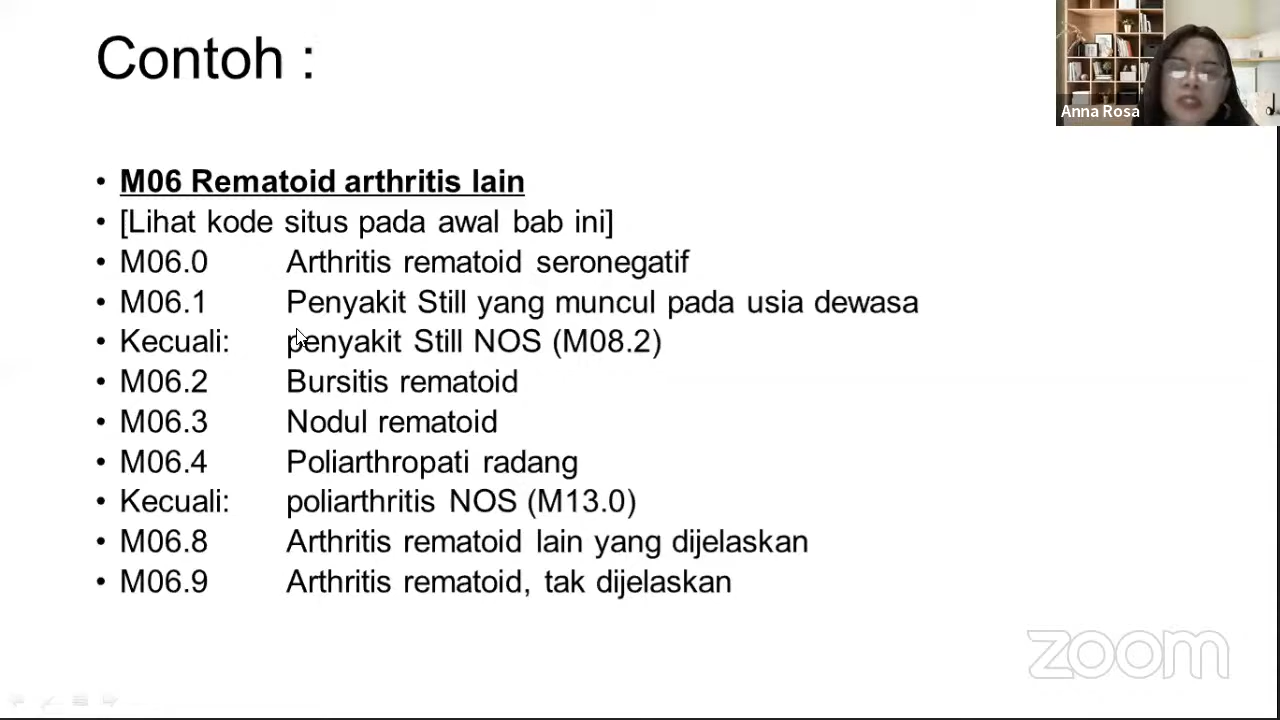 Contoh :
Anna Rosa
• M06 Rematoid arthritis lain
• [Lihat kode situs pada awal bab ini]
• M06.0 Arthritis rematoid seronegatif
• M06.1 Penyakit Still yang muncul pada usia dewasa
• Kecuali: penyakit Still NOS (M08.2)
• M06.2 Bursitis rematoid
• M06.3 Nodul rematoid
• M06.4 Poliarthropati radang
• Kecuali: poliarthritis NOS (M13.0)
• M06.8 Arthritis rematoid lain yang dijelaskan
• M06.9 Arthritis rematoid, tak dijelaskan
zoom